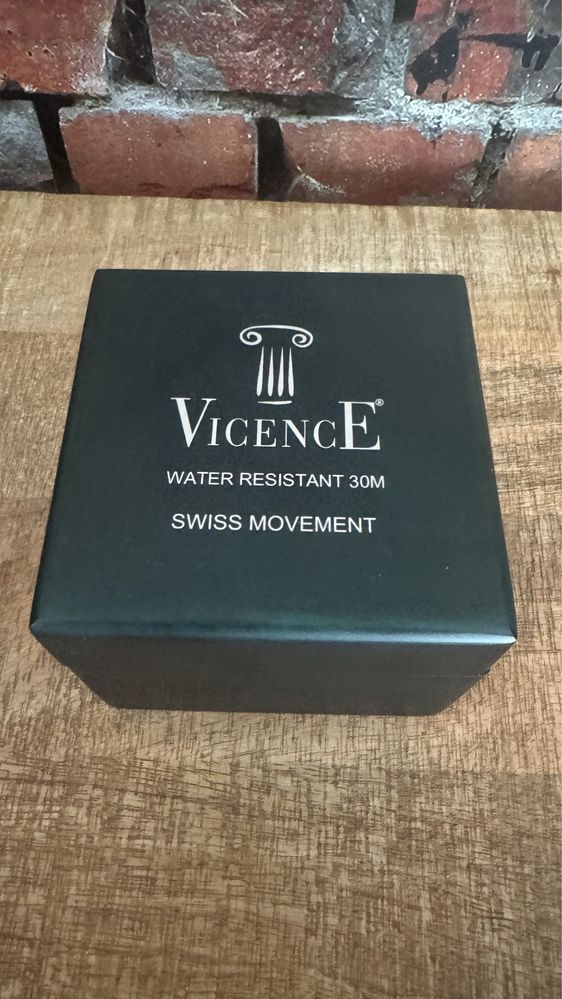 VICENCE®
WATER RESISTANT 30M
SWISS MOVEMENT